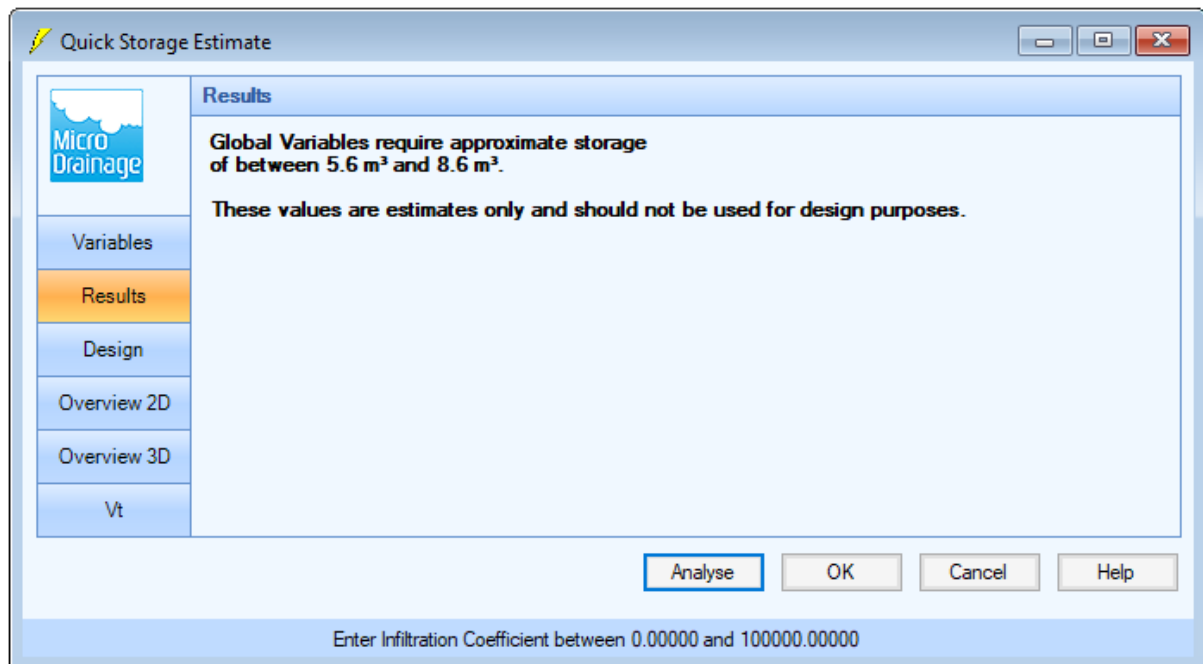 Quick Storage Estimate
Micro
Drainage
Variables
Results
Design
Overview 2D
Overview 3D
Vt
Results
Global Variables require approximate storage
of between 5.6 m³ and 8.6 m³.
These values are estimates only and should not be used for design purposes.
Analyse
OK
Cancel
Help
Enter Infiltration Coefficient between 0.00000 and 100000.00000